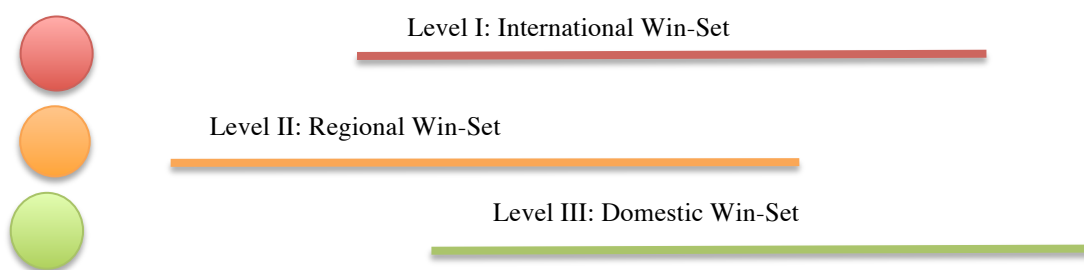 Level I: International Win-Set
Level II: Regional Win-Set
Level III: Domestic Win-Set